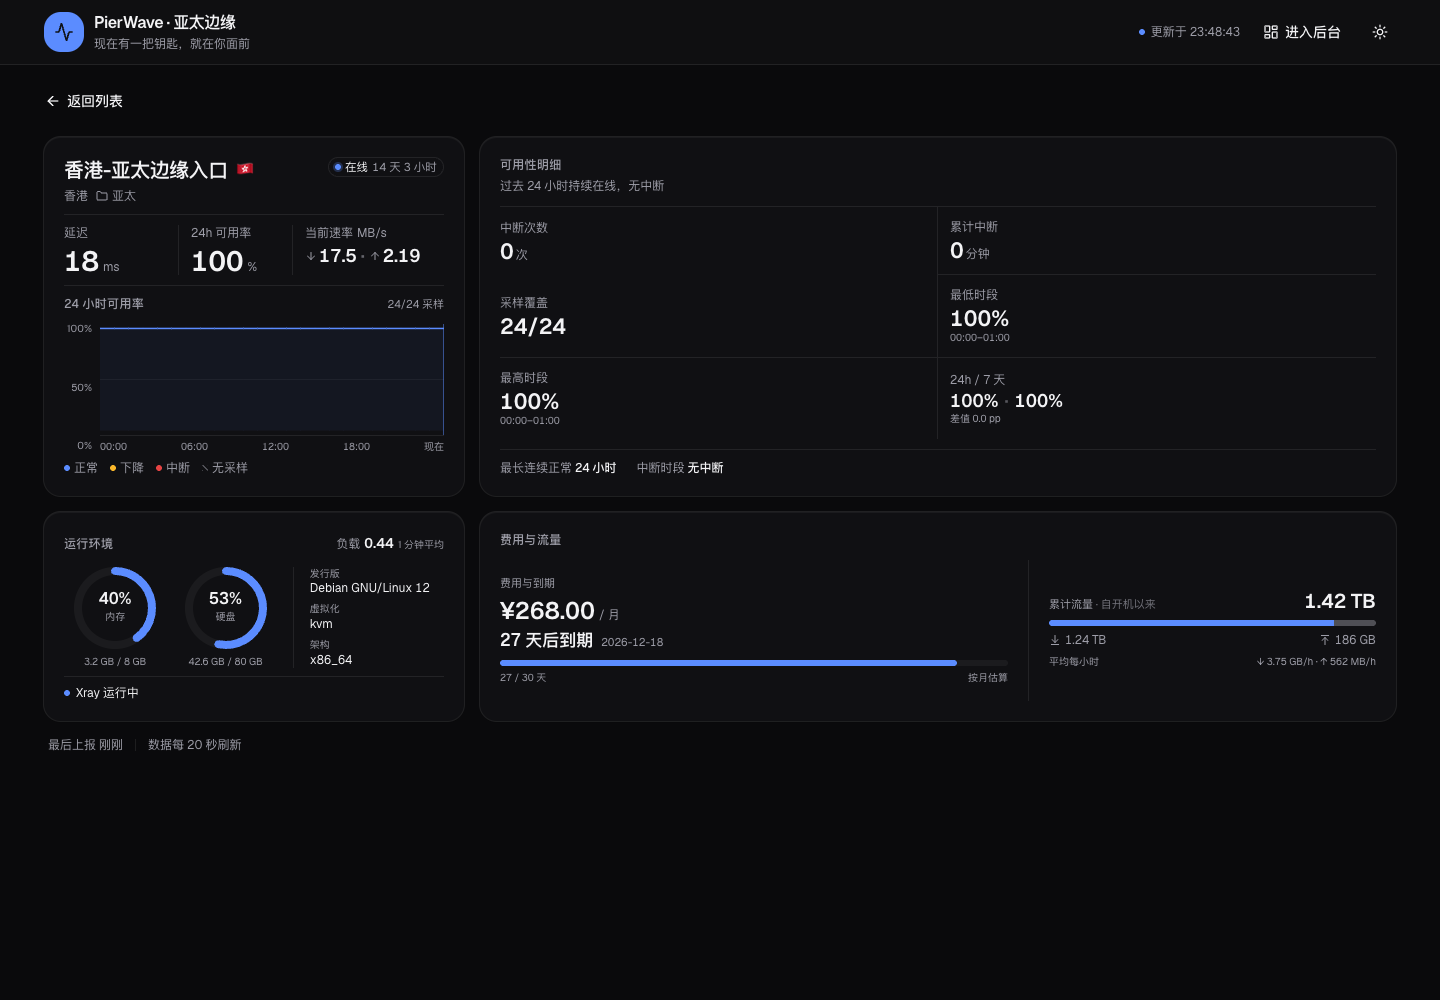 PierWave · 亚太边缘
现在有一把钥匙，就在你面前
更新于 23:48:43
进入后台
返回列表
香港-亚太边缘入口
在线 14 天 3 小时
香港 亚太
延迟
18 ms
24h 可用率
100 %
当前速率 MB/s
↓ 17.5 · ↑ 2.19
24 小时可用率
24/24 采样
100%
50%
0%
00:00 06:00 12:00 18:00 现在
正常 下降 中断 无采样
可用性明细
过去 24 小时持续在线，无中断
中断次数
0 次
累计中断
0 分钟
采样覆盖
24/24
最低时段
100%
00:00–01:00
最高时段
100%
00:00–01:00
24h / 7 天
100% · 100%
差值 0.0 pp
最长连续正常 24 小时 中断时段 无中断
运行环境
负载 0.44 1 分钟平均
40%
内存
3.2 GB / 8 GB
53%
硬盘
42.6 GB / 80 GB
发行版
Debian GNU/Linux 12
虚拟化
kvm
架构
x86_64
Xray 运行中
费用与流量
费用与到期
¥268.00 / 月
27 天后到期 2026-12-18
27 / 30 天
按月估算
累计流量 · 自开机以来
1.42 TB
1.24 TB
186 GB
平均每小时
↓ 3.75 GB/h · ↑ 562 MB/h
最后上报 刚刚
数据每 20 秒刷新